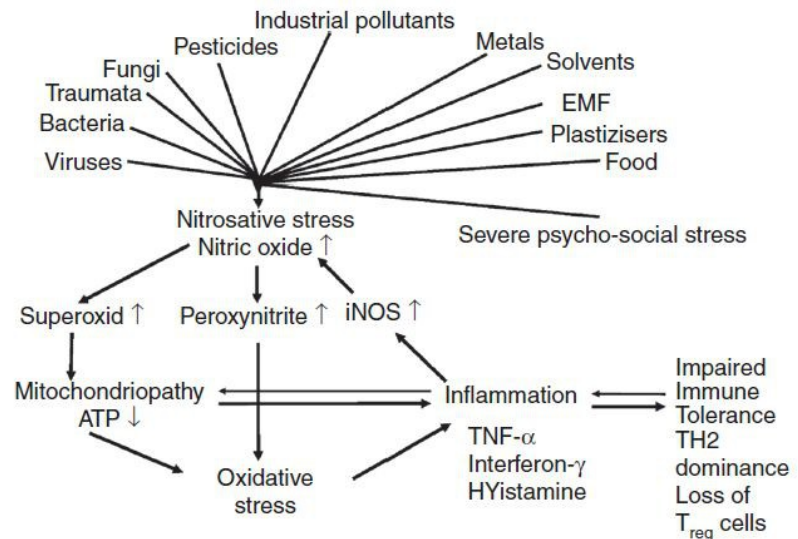 Industrial pollutants
Pesticides
Metals
Fungi
Solvents
Traumata
EMF
Bacteria
Plastizisers
Viruses
Food
Nitrosative stress
Nitric oxide ↑
Severe psycho-social stress
Superoxid ↑
Peroxynitrite ↑
iNOS ↑
Mitochondriopathy
ATP ↓
Inflammation
TNF-α
Interferon-γ
HYistamine
Impaired
Immune
Tolerance
TH2
dominance
Loss of
Treg cells
Oxidative
stress